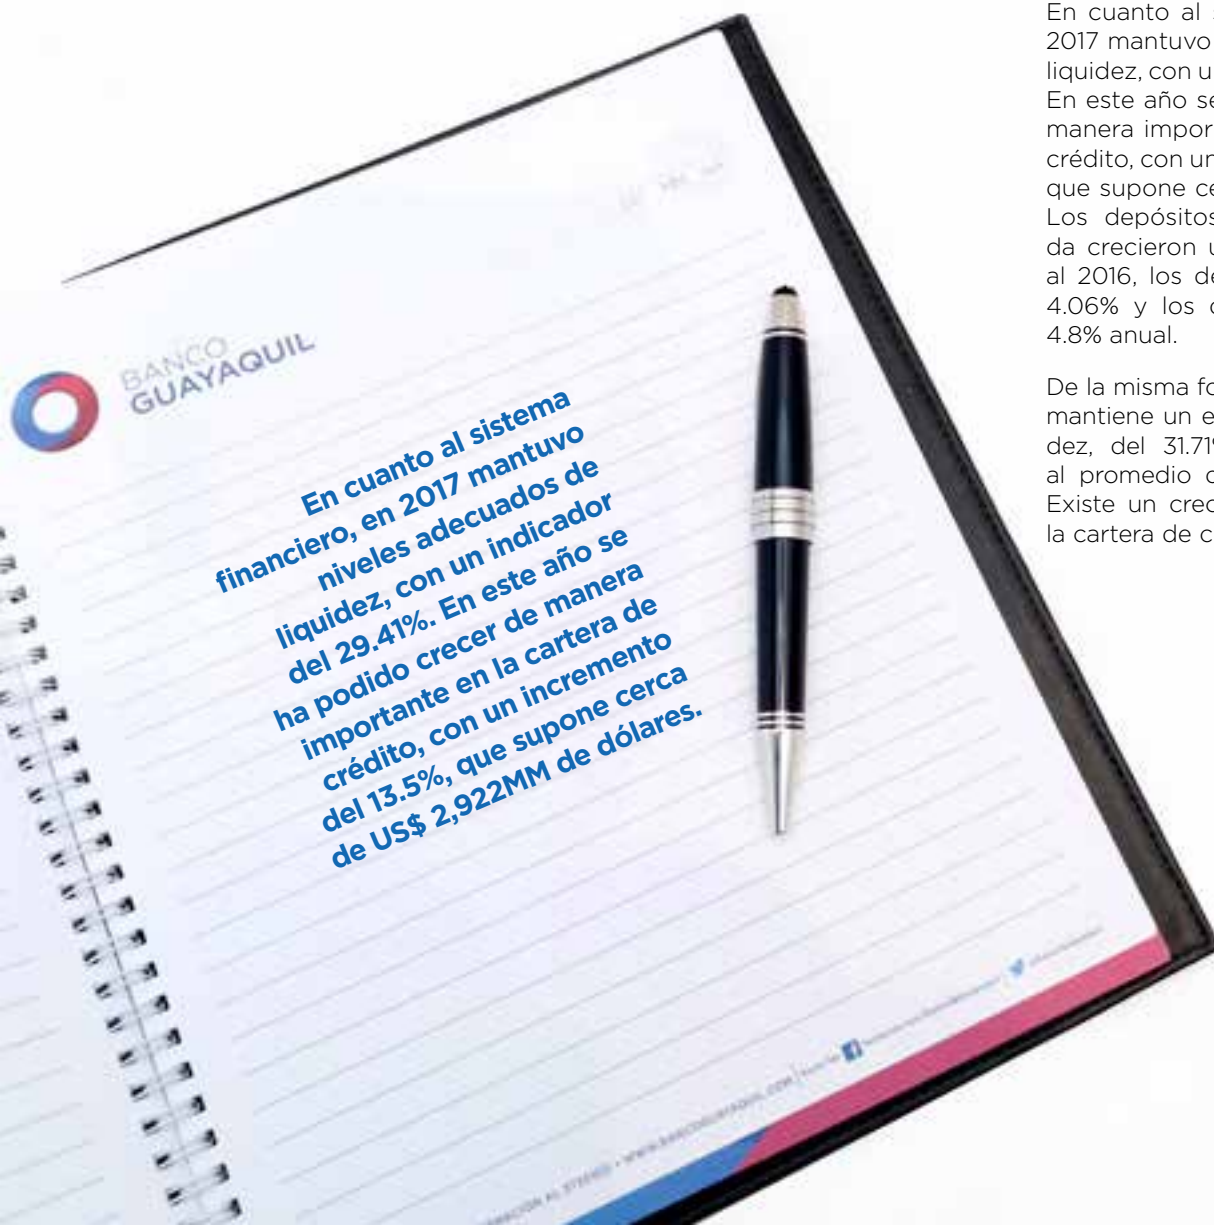 BANCO
GUAYAQUIL
En cuanto al sistema
financiero, en 2017 mantuvo
niveles adecuados de
liquidez, con un indicador
del 29.41%. En este año se
ha podido crecer de manera
importante en la cartera de
crédito, con un incremento
del 13.5%, que supone cerca
de US$ 2,922MM de dólares.
En cuanto al
2017 mantuvo
liquidez, con u
En este año se
manera impor
crédito, con un
que supone ce
Los depósitos
da crecieron u
al 2016, los de
4.06% y los
4.8% anual.
De la misma fo
mantiene un e
dez, del 31.71
al promedio
Existe un crec
la cartera de c
WWW.BANCOGUAYAQUIL.COM